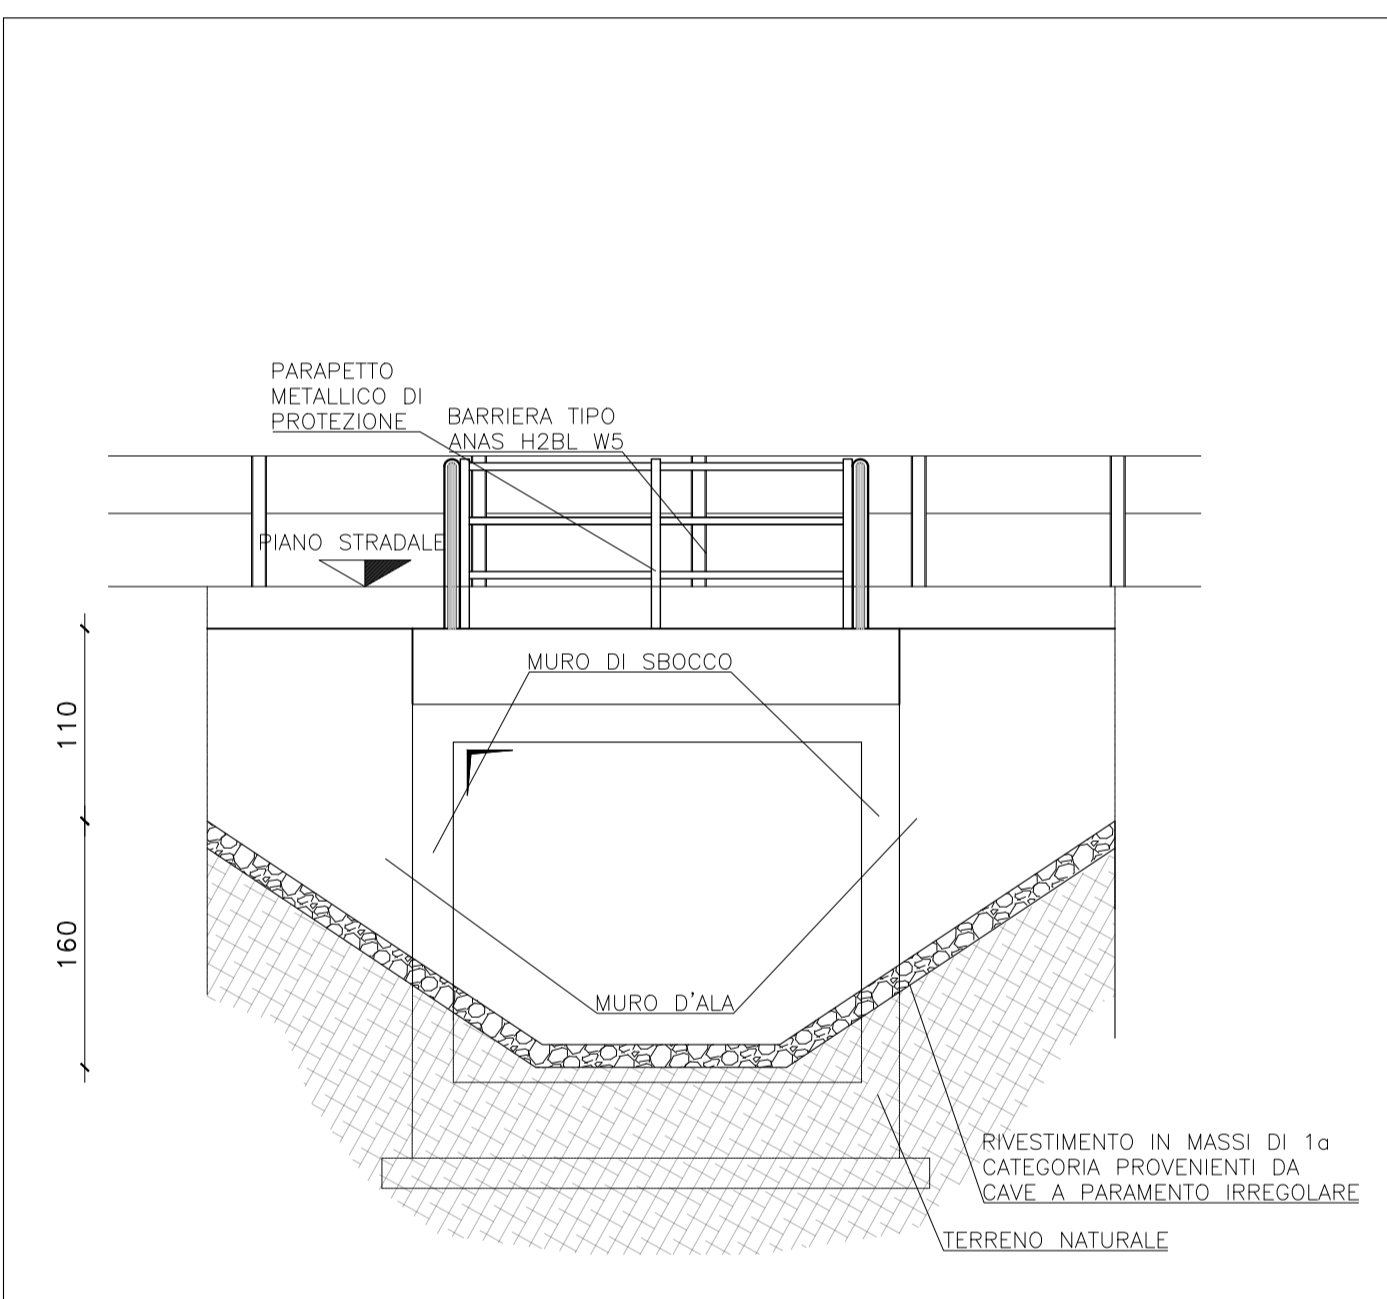 PARAPETTO
METALLICO DI
PROTEZIONE
BARRIERA TIPO
ANAS H2BL W5
PIANO STRADALE
MURO DI SBOCCO
110
160
MURO D'ALA
RIVESTIMENTO IN MASSI DI 1a
CATEGORIA PROVENIENTI DA
CAVE A PARAMENTO IRREGOLARE
TERRENO NATURALE